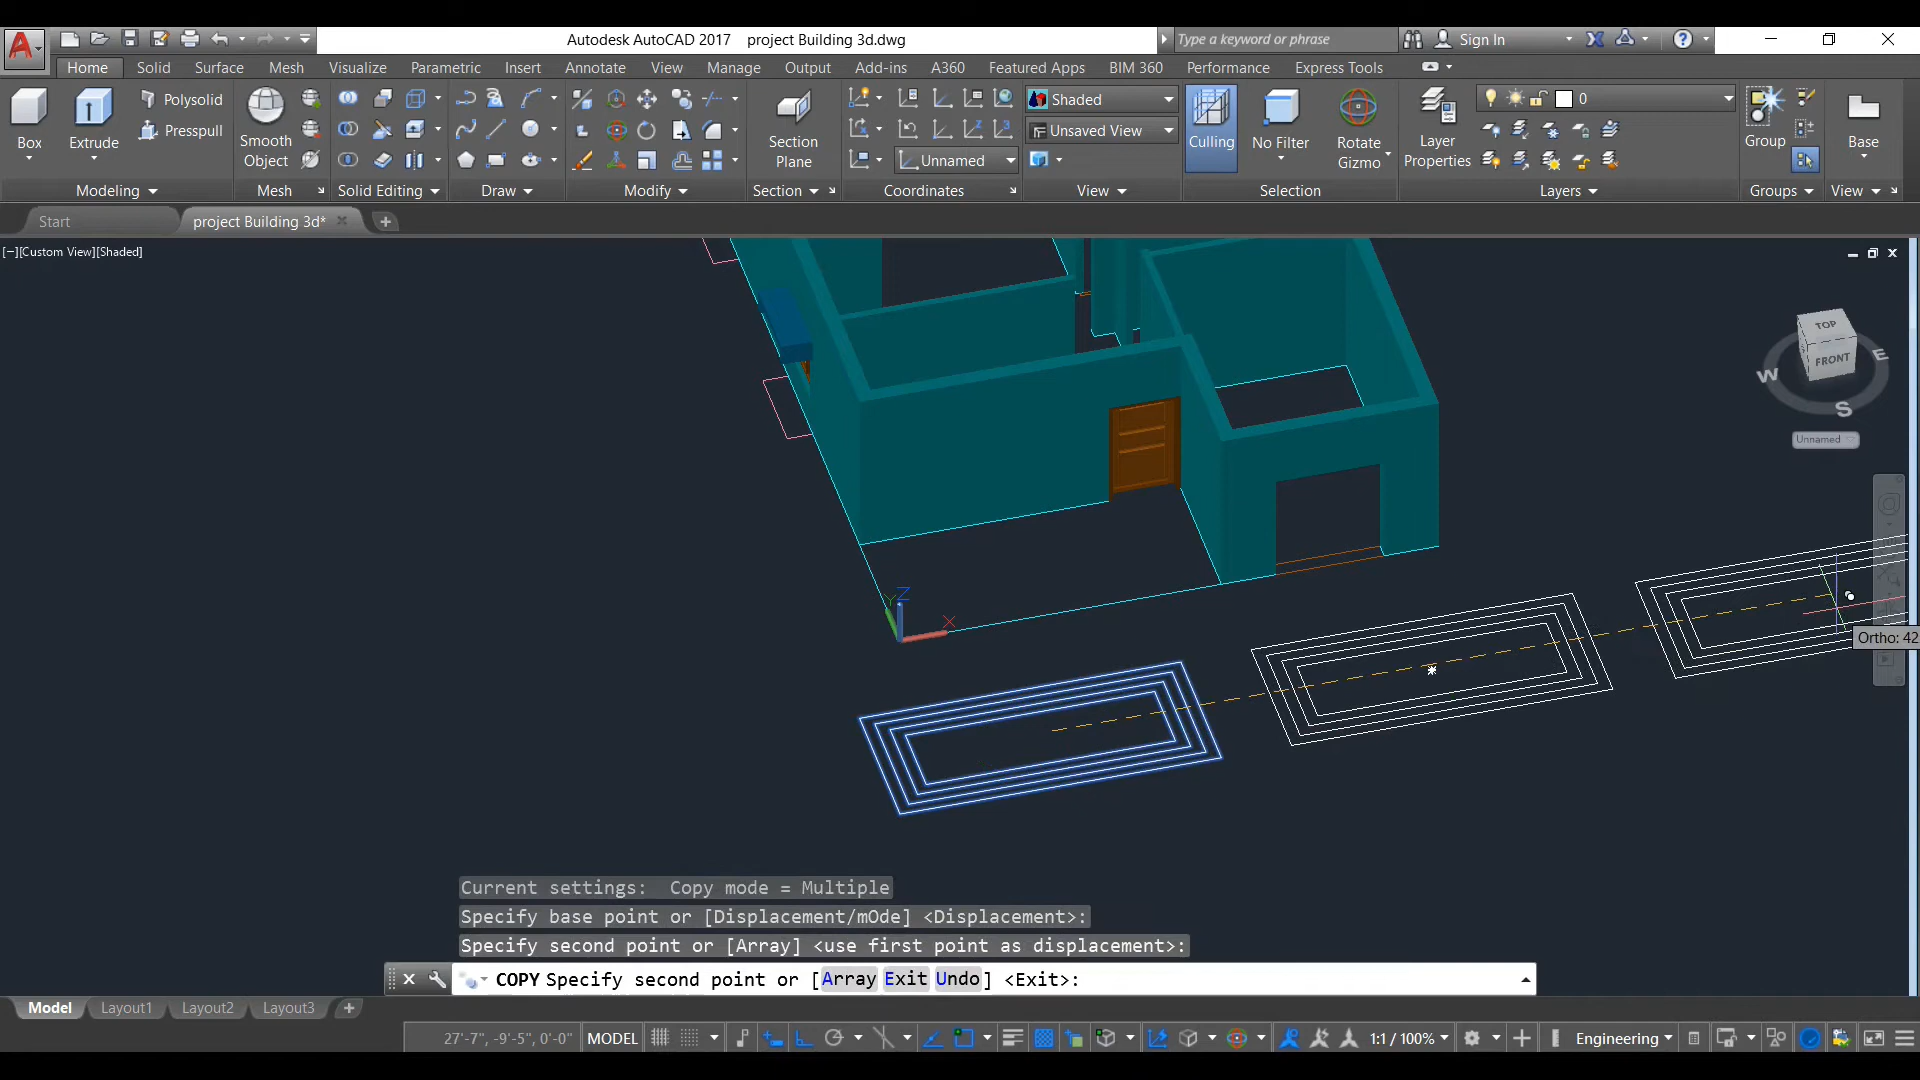 Autodesk AutoCAD 2017 project Building 3d.dwg
Type a keyword or phrase
Sign In
Home Solid Surface Mesh Visualize Parametric Insert Annotate View Manage Output Add-ins A360 Featured Apps BIM 360 Performance Express Tools
Box
Extrude
Polysolid
Presspull
Smooth Object
Section Plane
Unnamed
Shaded
Unsaved View
Culling
No Filter
Rotate Gizmo
Layer Properties
0
Group
Base
Modeling Mesh Solid Editing Draw Modify Section Coordinates View Selection Layers Groups View
Start
project Building 3d*
[−][Custom View][Shaded]
TOP
FRONT
W
E
S
Unnamed
Y
Z
X
Ortho: 42
Current settings:  Copy mode = Multiple
Specify base point or [Displacement/mOde] <Displacement>:
Specify second point or [Array] <use first point as displacement>:
COPY Specify second point or [Array Exit Undo] <Exit>:
Model Layout1 Layout2 Layout3
27'-7", -9'-5", 0'-0" MODEL 1:1 / 100% Engineering